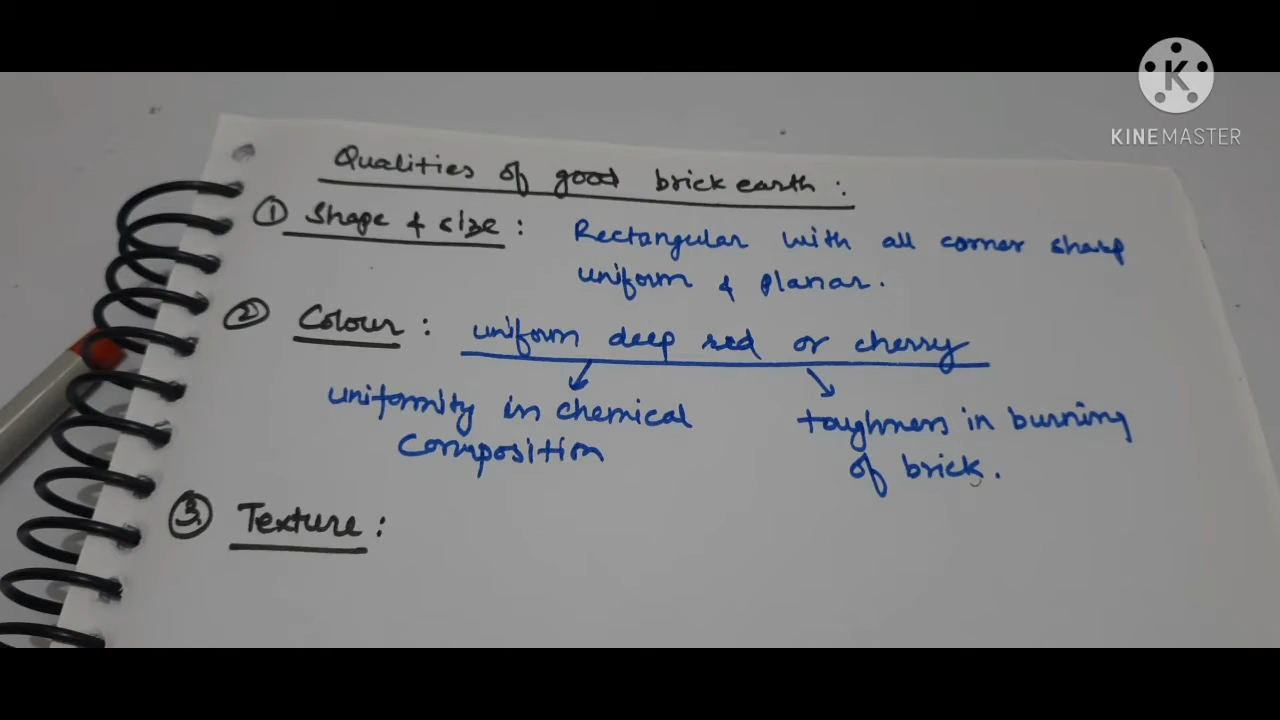 K
KINEMASTER
Qualities of good brick earth :
① Shape & size : Rectangular with all corner sharp
uniform & planar.
② Colour : uniform deep red or cherry
uniformity in chemical
composition
toughness in burning
of brick.
③ Texture :